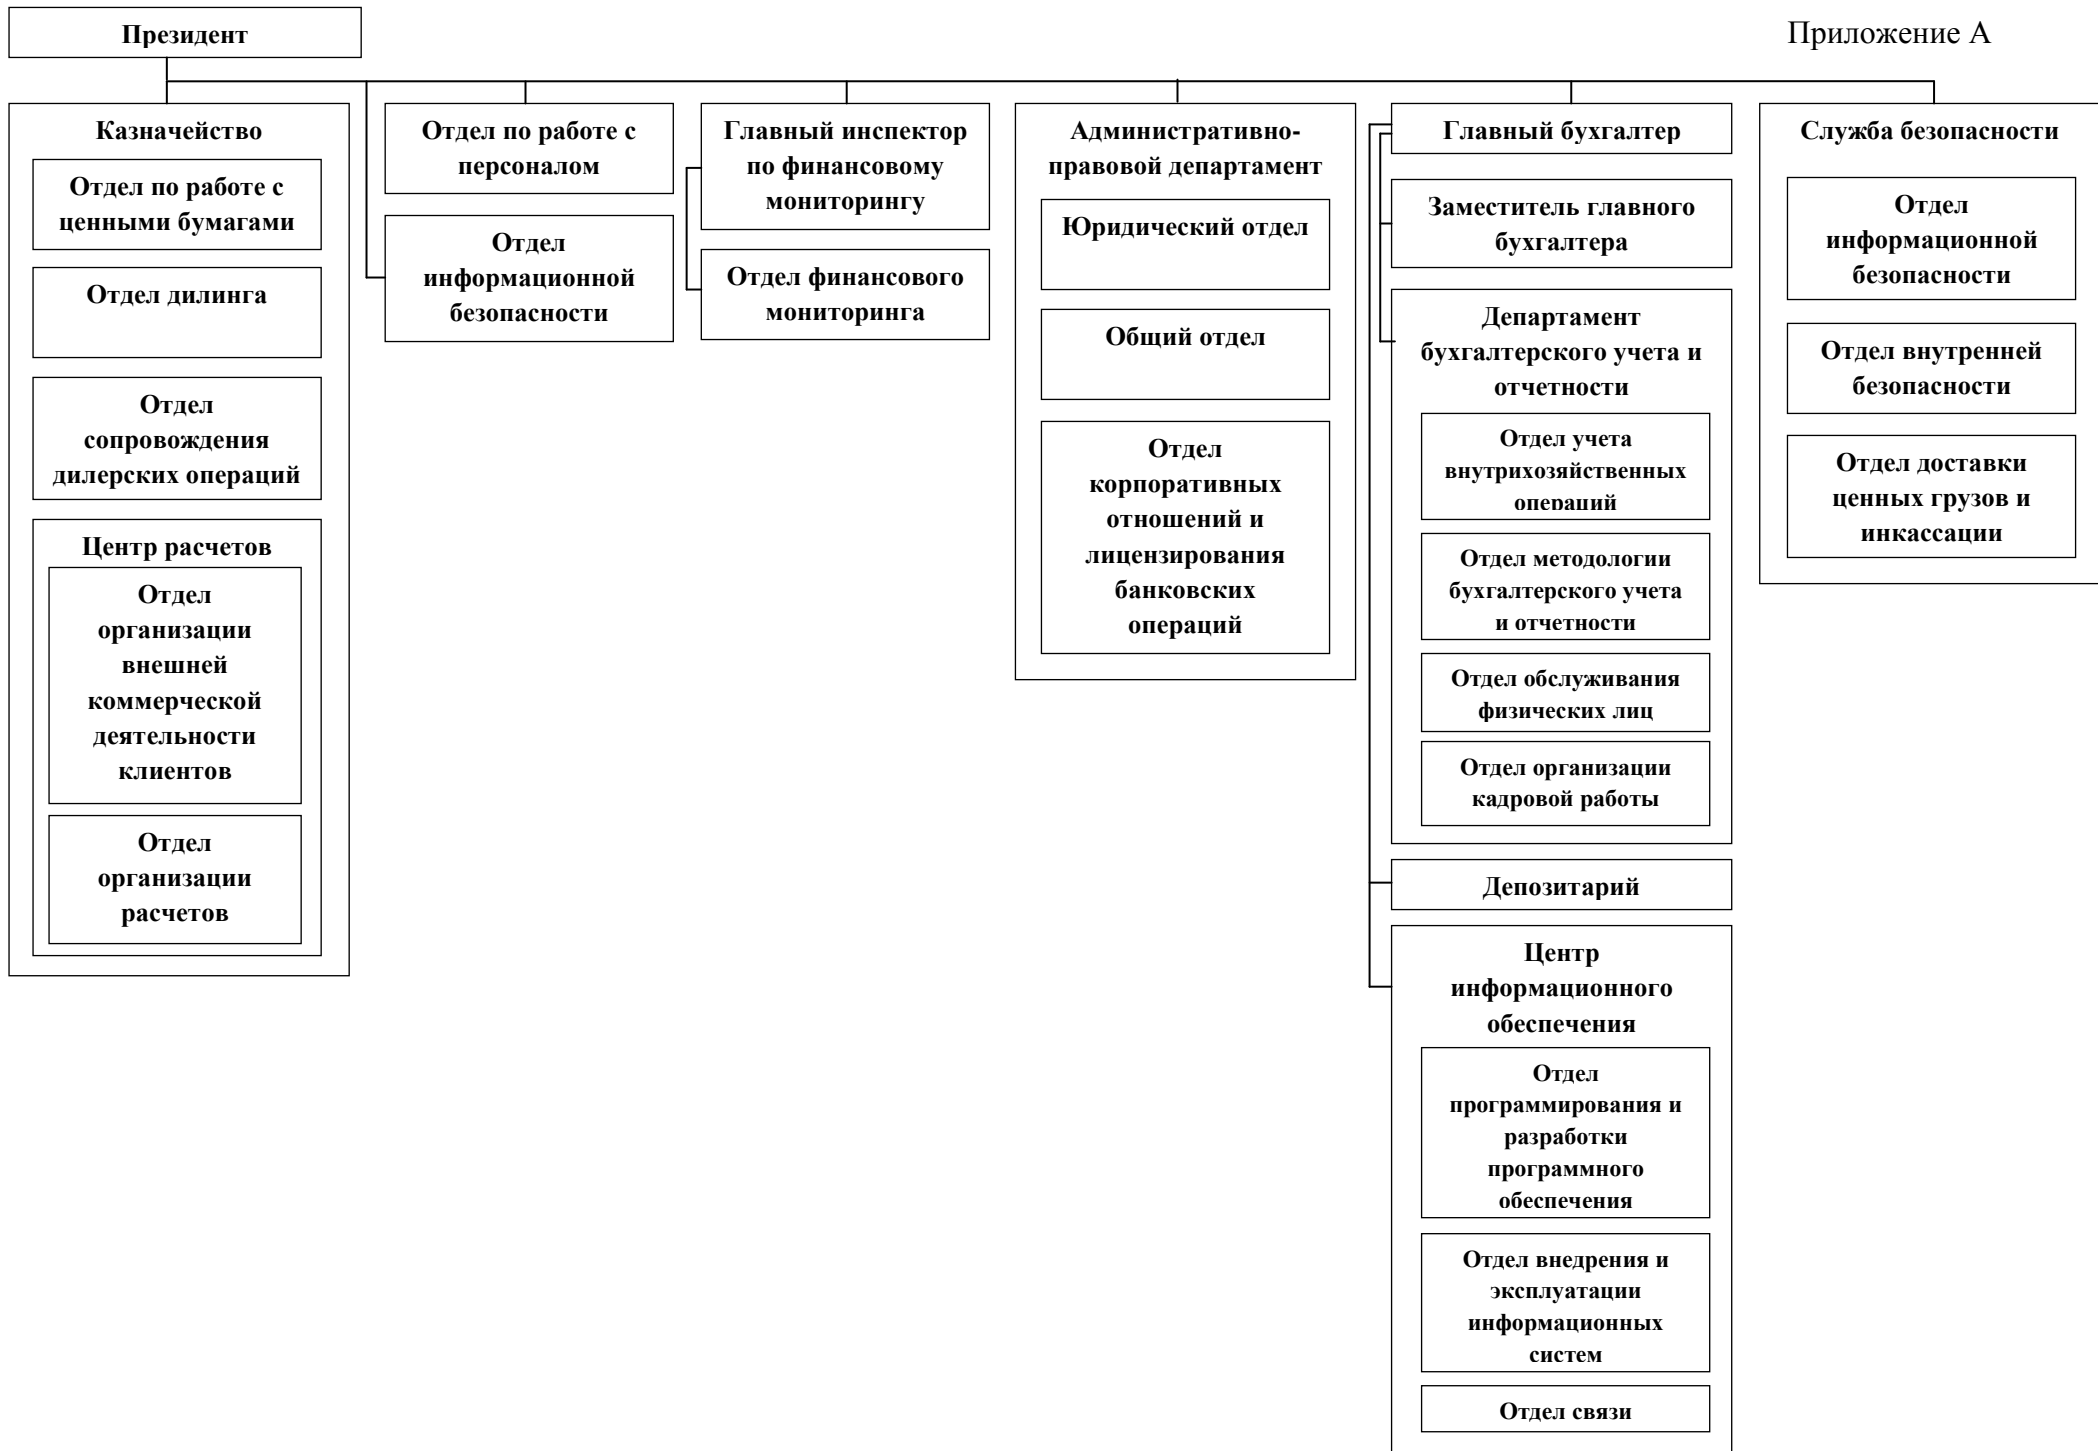 Президент
Приложение А
Казначейство
Отдел по работе с
ценными бумагами
Отдел дилинга
Отдел
сопровождения
дилерских операций
Центр расчетов
Отдел
организации
внешней
коммерческой
деятельности
клиентов
Отдел
организации
расчетов
Отдел по работе с
персоналом
Отдел
информационной
безопасности
Главный инспектор
по финансовому
мониторингу
Отдел финансового
мониторинга
Административно-
правовой департамент
Юридический отдел
Общий отдел
Отдел
корпоративных
отношений и
лицензирования
банковских
операций
Главный бухгалтер
Заместитель главного
бухгалтера
Департамент
бухгалтерского учета и
отчетности
Отдел учета
внутрихозяйственных
операций
Отдел методологии
бухгалтерского учета
и отчетности
Отдел обслуживания
физических лиц
Отдел организации
кадровой работы
Депозитарий
Центр
информационного
обеспечения
Отдел
программирования и
разработки
программного
обеспечения
Отдел внедрения и
эксплуатации
информационных
систем
Отдел связи
Служба безопасности
Отдел
информационной
безопасности
Отдел внутренней
безопасности
Отдел доставки
ценных грузов и
инкассации